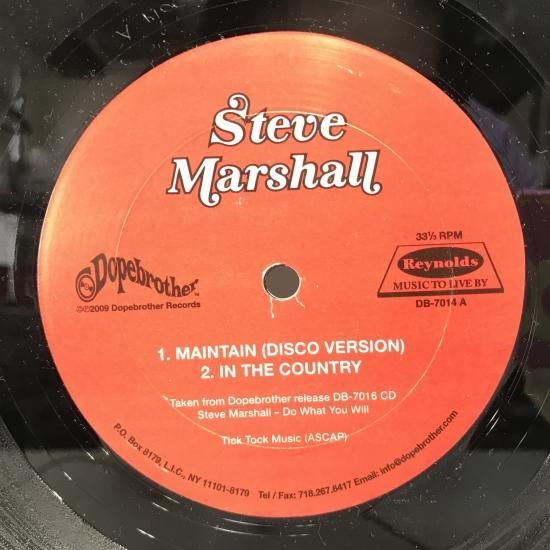 Steve
Marshall
Dopebrother™
℗©2009 Dopebrother Records
33⅓ RPM
Reynolds
MUSIC TO LIVE BY
DB-7014 A
1. MAINTAIN (DISCO VERSION)
2. IN THE COUNTRY
Taken from Dopebrother release DB-7016 CD
Steve Marshall – Do What You Will
Tick Tock Music (ASCAP)
P.O. Box 8179, L.I.C., NY 11101-8179 Tel / Fax: 718.267.6417 Email: info@dopebrother.com